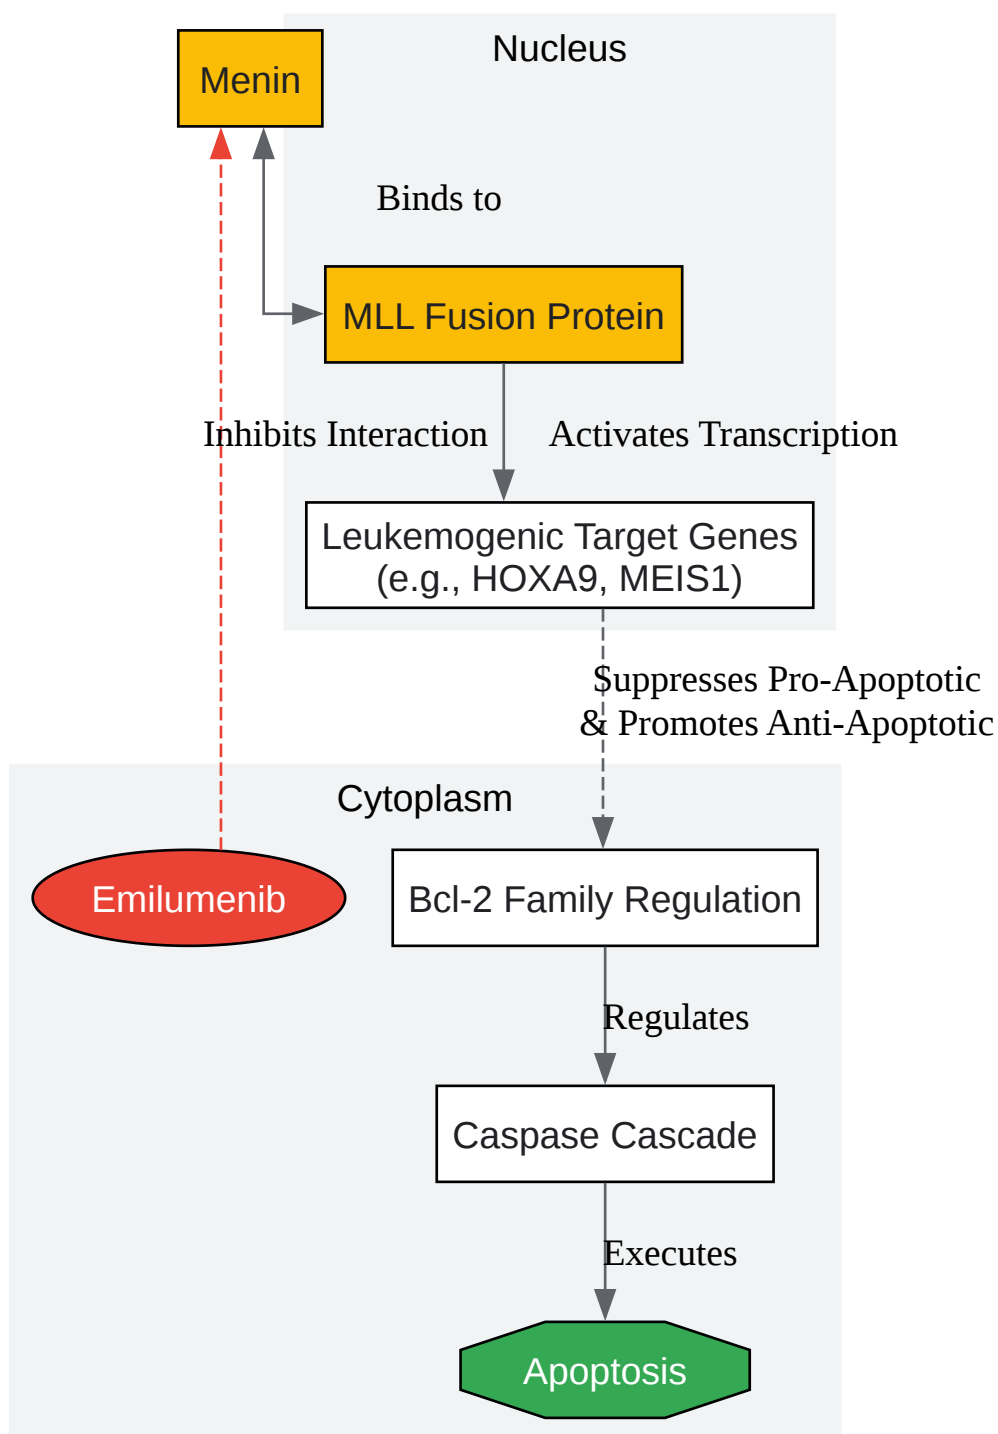 Nucleus
Menin
Binds to
MLL Fusion Protein
Inhibits Interaction
Activates Transcription
Leukemogenic Target Genes
(e.g., HOXA9, MEIS1)
Suppresses Pro-Apoptotic
& Promotes Anti-Apoptotic
Cytoplasm
Emilumenib
Bcl-2 Family Regulation
Regulates
Caspase Cascade
Executes
Apoptosis